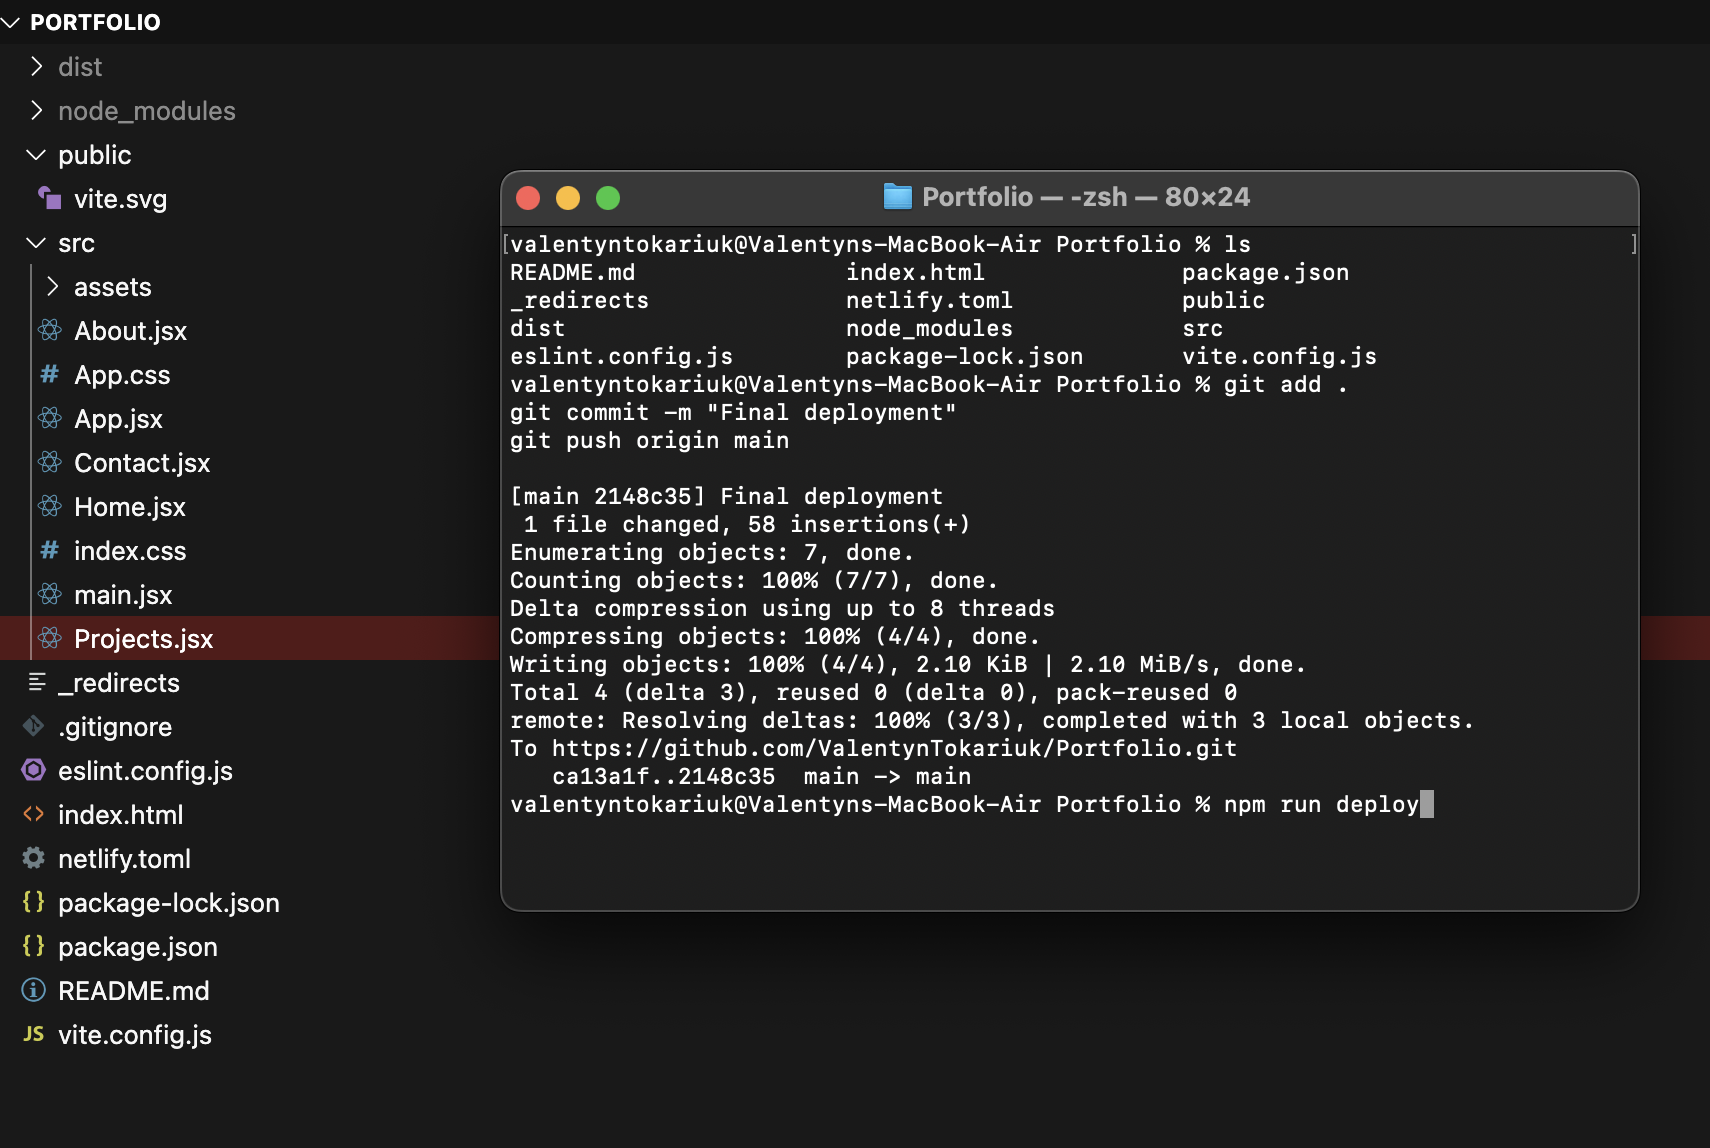 PORTFOLIO
dist
node_modules
public
vite.svg
src
assets
About.jsx
# App.css
App.jsx
Contact.jsx
Home.jsx
# index.css
main.jsx
Projects.jsx
_redirects
.gitignore
eslint.config.js
<> index.html
netlify.toml
{} package-lock.json
{} package.json
README.md
JS vite.config.js
Portfolio — -zsh — 80×24
[valentyntokariuk@Valentyns-MacBook-Air Portfolio % ls ]
README.md index.html package.json
_redirects netlify.toml public
dist node_modules src
eslint.config.js package-lock.json vite.config.js
valentyntokariuk@Valentyns-MacBook-Air Portfolio % git add .
git commit -m "Final deployment"
git push origin main
[main 2148c35] Final deployment
1 file changed, 58 insertions(+)
Enumerating objects: 7, done.
Counting objects: 100% (7/7), done.
Delta compression using up to 8 threads
Compressing objects: 100% (4/4), done.
Writing objects: 100% (4/4), 2.10 KiB | 2.10 MiB/s, done.
Total 4 (delta 3), reused 0 (delta 0), pack-reused 0
remote: Resolving deltas: 100% (3/3), completed with 3 local objects.
To https://github.com/ValentynTokariuk/Portfolio.git
ca13a1f..2148c35 main -> main
valentyntokariuk@Valentyns-MacBook-Air Portfolio % npm run deploy